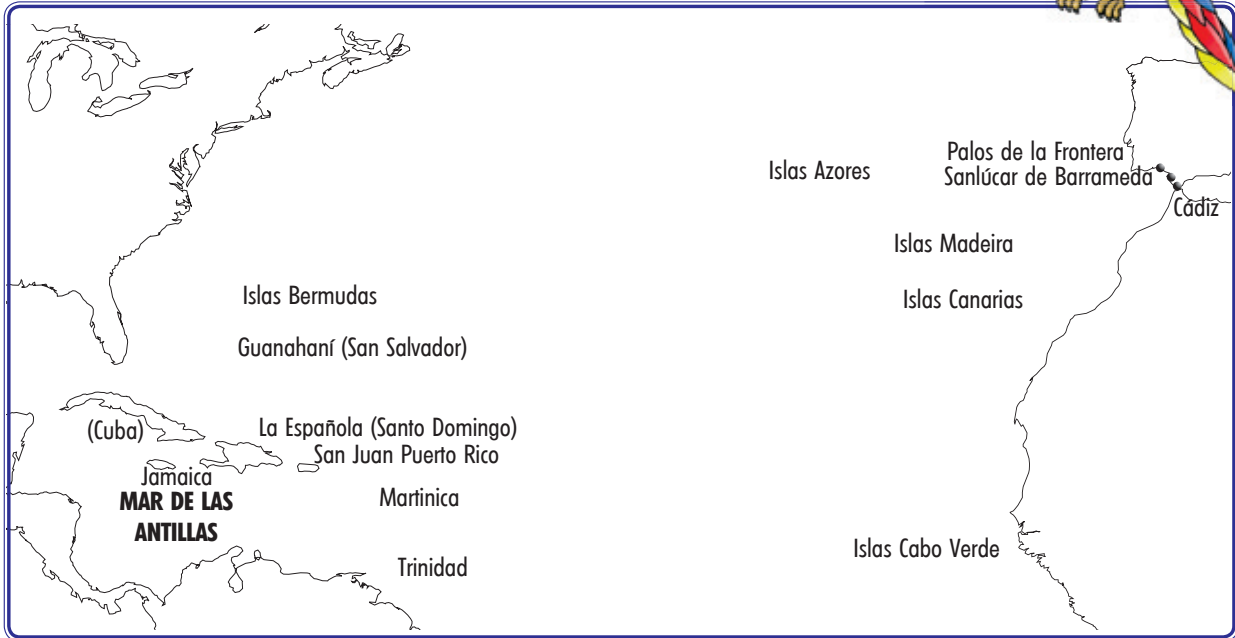 Palos de la Frontera
Islas Azores
Sanlúcar de Barrameda
Cádiz
Islas Madeira
Islas Bermudas
Islas Canarias
Guanahaní (San Salvador)
(Cuba)
La Española (Santo Domingo)
San Juan Puerto Rico
Jamaica
MAR DE LAS
ANTILLAS
Martinica
Islas Cabo Verde
Trinidad